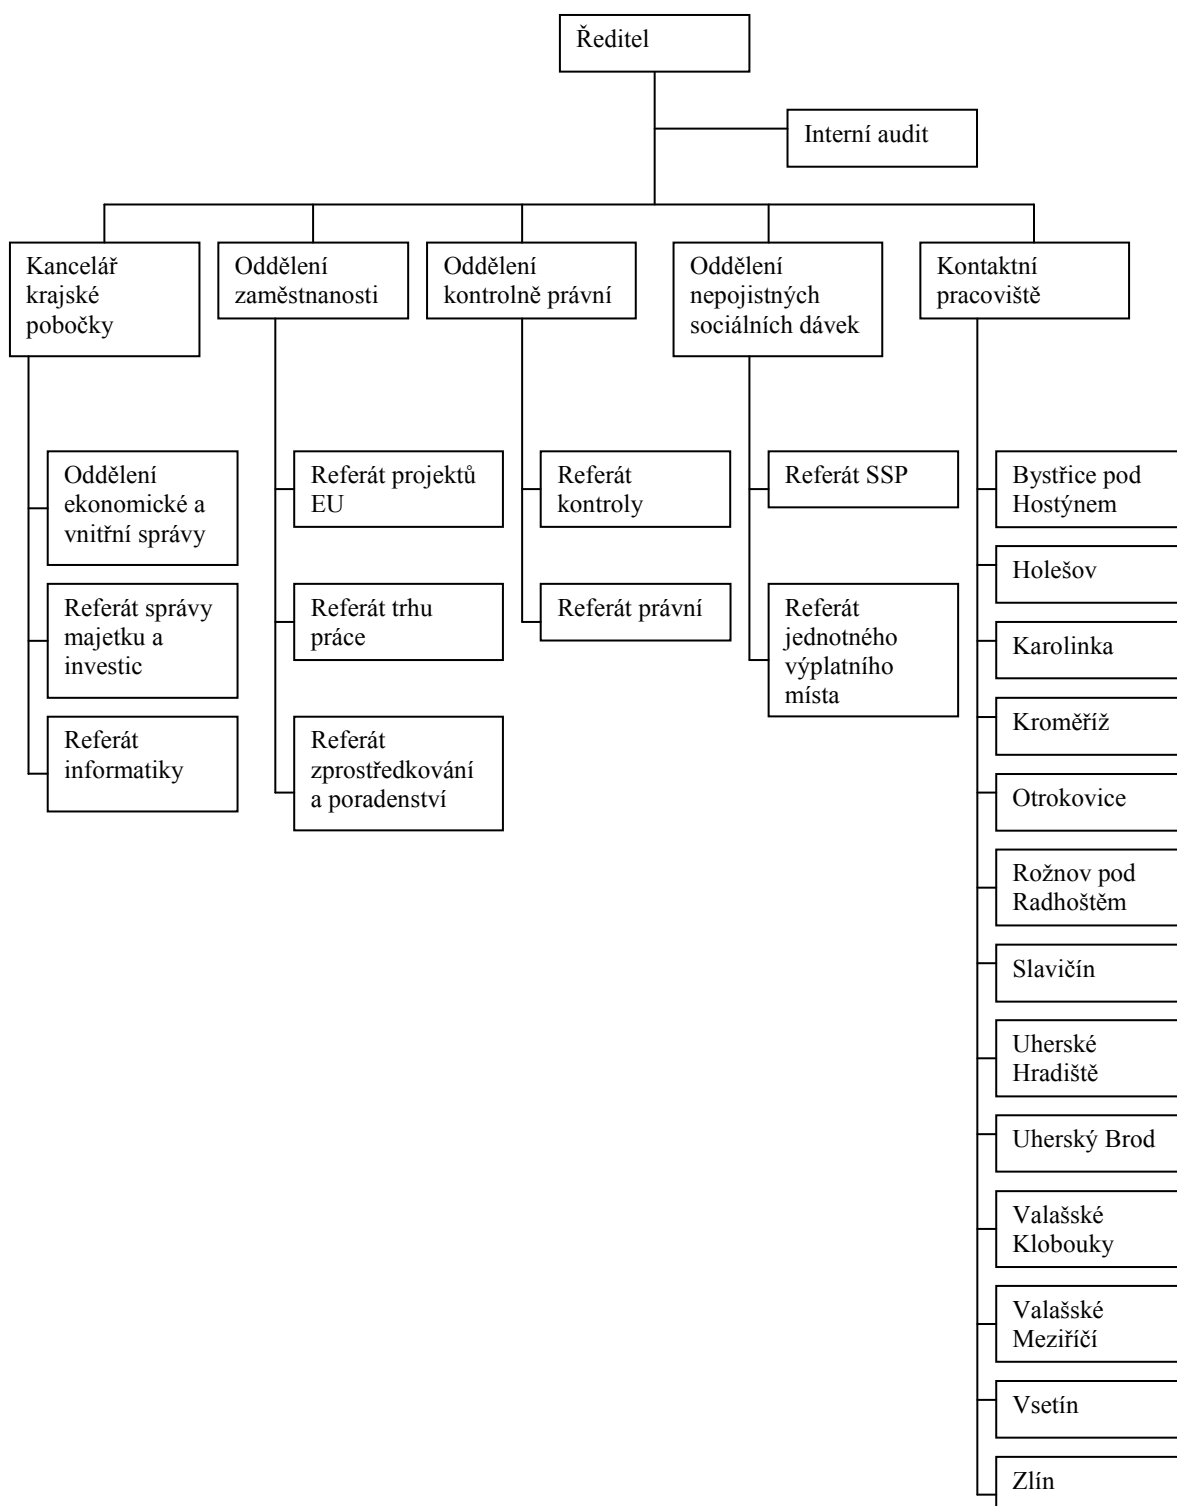 Ředitel
Interní audit
Kancelář
krajské
pobočky
Oddělení
zaměstnanosti
Oddělení
kontrolně právní
Oddělení
nepojistných
sociálních dávek
Kontaktní
pracoviště
Oddělení
ekonomické a
vnitřní správy
Referát správy
majetku a
investic
Referát
informatiky
Referát projektů
EU
Referát trhu
práce
Referát
zprostředkování
a poradenství
Referát
kontroly
Referát právní
Referát SSP
Referát
jednotného
výplatního
místa
Bystřice pod
Hostýnem
Holešov
Karolinka
Kroměříž
Otrokovice
Rožnov pod
Radhoštěm
Slavičín
Uherské
Hradiště
Uherský Brod
Valašské
Klobouky
Valašské
Meziříčí
Vsetín
Zlín